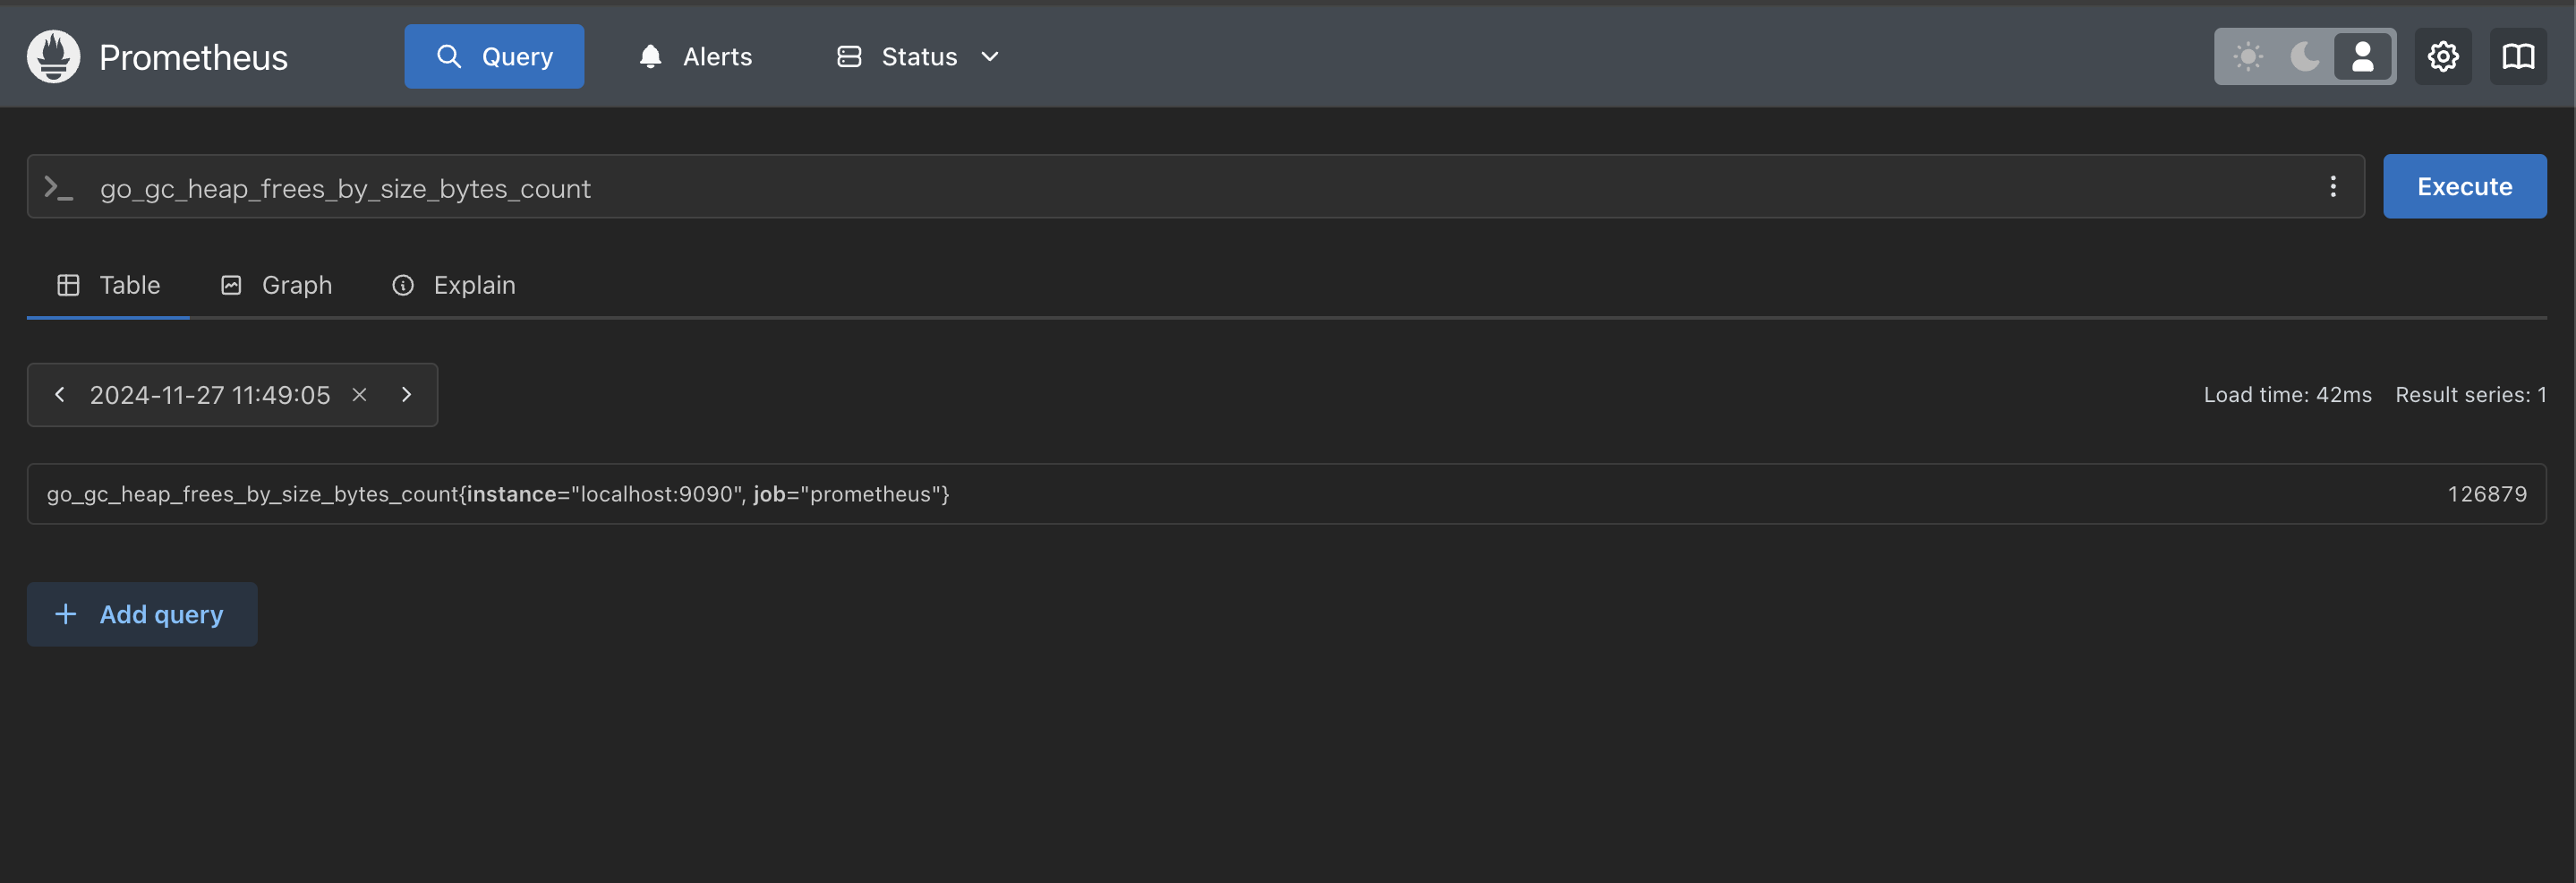 Prometheus Query Alerts Status
go_gc_heap_frees_by_size_bytes_count Execute
Table Graph Explain
2024-11-27 11:49:05 Load time: 42ms Result series: 1
go_gc_heap_frees_by_size_bytes_count{instance="localhost:9090", job="prometheus"} 126879
Add query